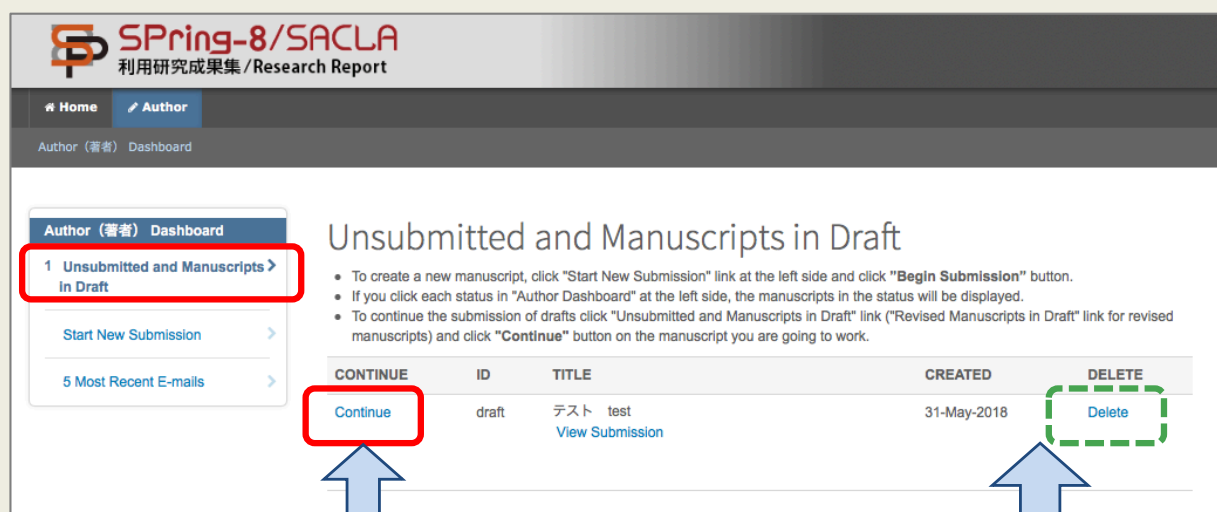 SPring-8/SACLA
利用研究成果集/Research Report
Home
Author
Author（著者） Dashboard
Author（著者） Dashboard
1 Unsubmitted and Manuscripts
in Draft
Start New Submission
5 Most Recent E-mails
Unsubmitted and Manuscripts in Draft
• To create a new manuscript, click "Start New Submission" link at the left side and click "Begin Submission" button.
• If you click each status in "Author Dashboard" at the left side, the manuscripts in the status will be displayed.
• To continue the submission of drafts click "Unsubmitted and Manuscripts in Draft" link ("Revised Manuscripts in Draft" link for revised
manuscripts) and click "Continue" button on the manuscript you are going to work.
CONTINUE ID TITLE CREATED DELETE
Continue draft テスト test 31-May-2018 Delete
View Submission